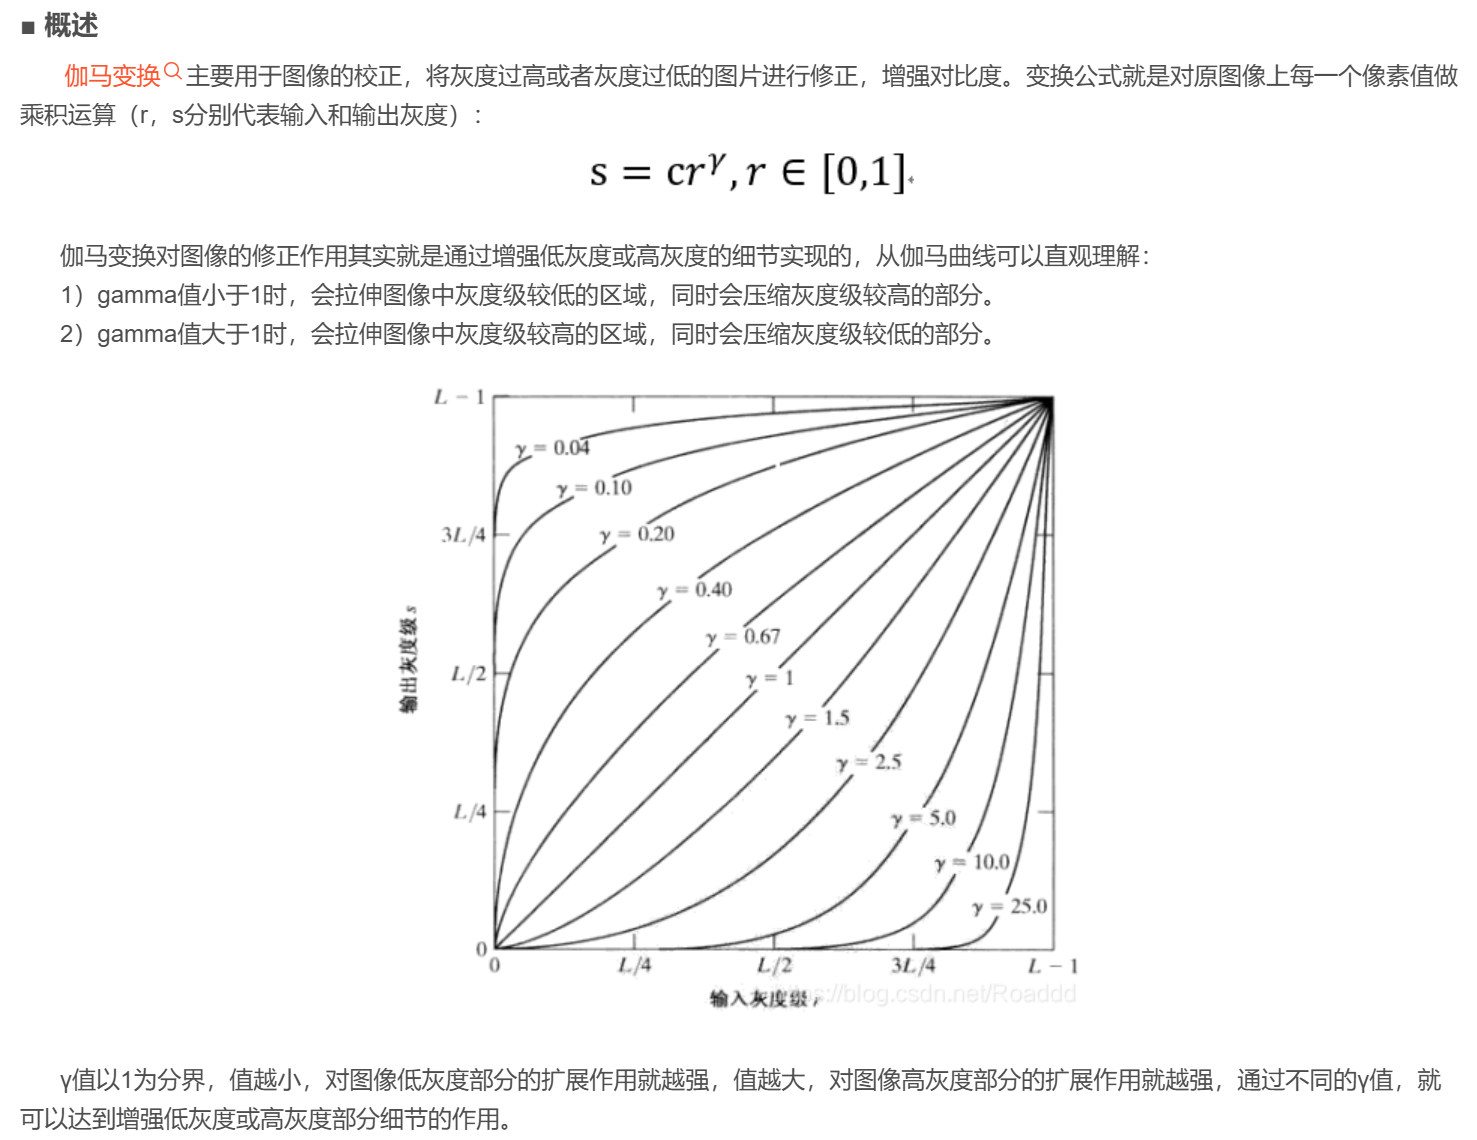 ■ 概述
伽马变换主要用于图像的校正，将灰度过高或者灰度过低的图片进行修正，增强对比度。变换公式就是对原图像上每一个像素值做
乘积运算（r，s分别代表输入和输出灰度）：
s = crᵞ, r ∈ [0,1]
伽马变换对图像的修正作用其实就是通过增强低灰度或高灰度的细节实现的，从伽马曲线可以直观理解：
1）gamma值小于1时，会拉伸图像中灰度级较低的区域，同时会压缩灰度级较高的部分。
2）gamma值大于1时，会拉伸图像中灰度级较高的区域，同时会压缩灰度级较低的部分。
L − 1
γ = 0.04
γ = 0.10
3L/4
γ = 0.20
γ = 0.40
输出灰度级 s
γ = 0.67
L/2
γ = 1
γ = 1.5
γ = 2.5
L/4
γ = 5.0
γ = 10.0
γ = 25.0
0
0 L/4 L/2 3L/4 L − 1
输入灰度级 r
://blog.csdn.net/Roaddd
γ值以1为分界，值越小，对图像低灰度部分的扩展作用就越强，值越大，对图像高灰度部分的扩展作用就越强，通过不同的γ值，就
可以达到增强低灰度或高灰度部分细节的作用。